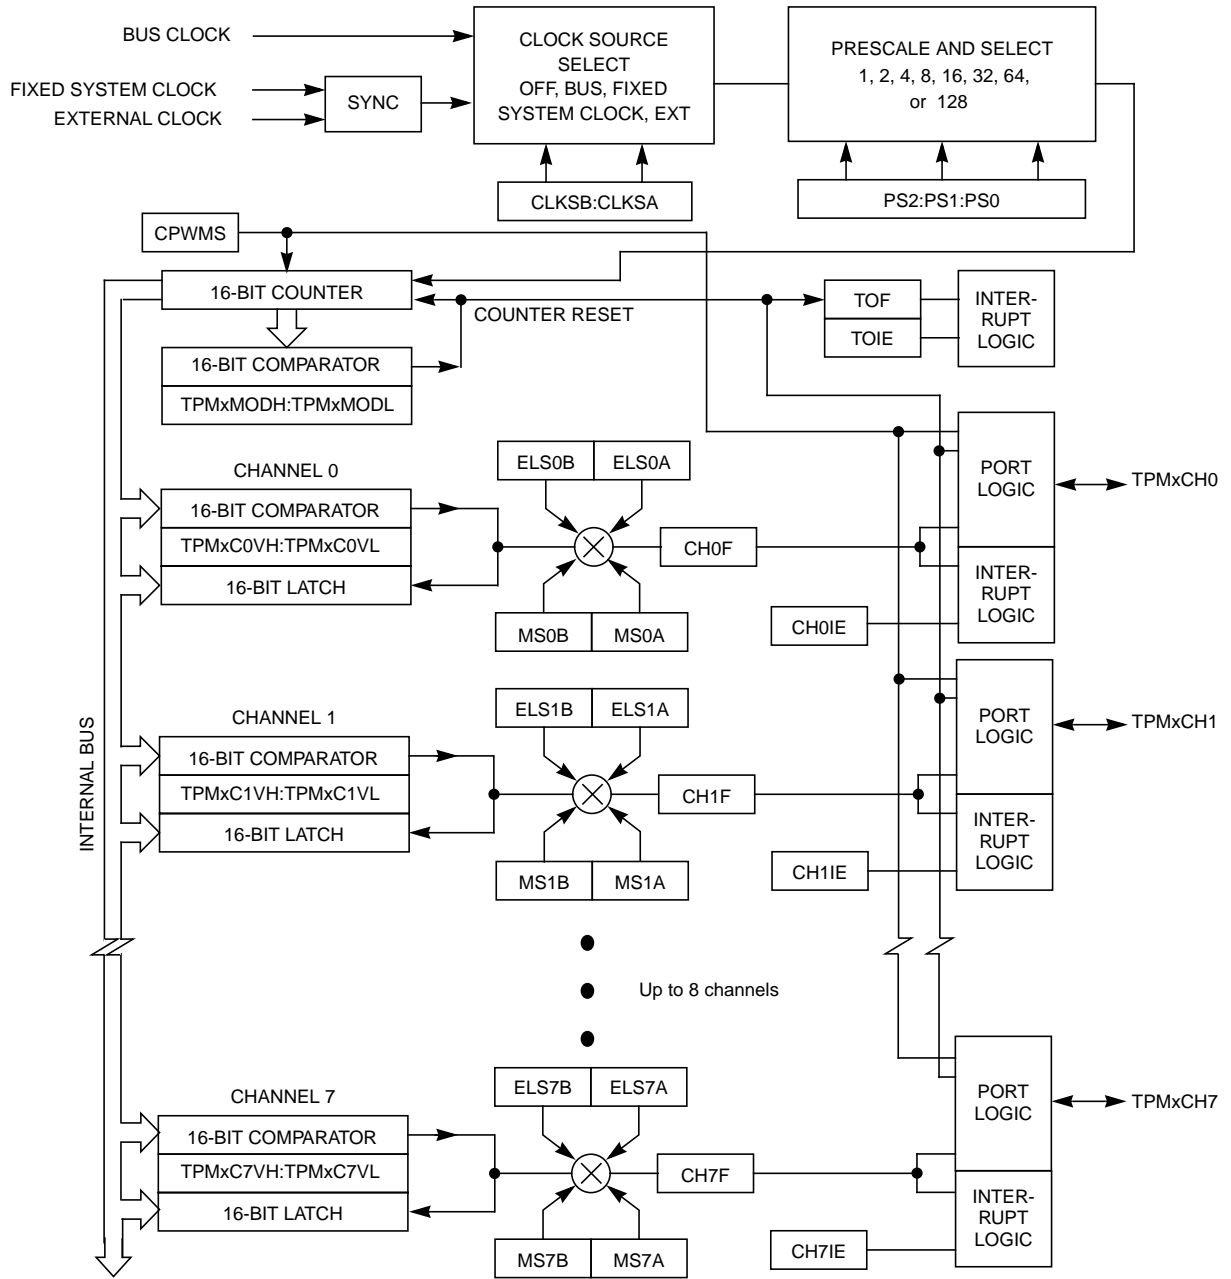 BUS CLOCK
FIXED SYSTEM CLOCK
EXTERNAL CLOCK
SYNC
CLOCK SOURCE
SELECT
OFF, BUS, FIXED
SYSTEM CLOCK, EXT
PRESCALE AND SELECT
1, 2, 4, 8, 16, 32, 64,
or 128
CLKSB:CLKSA
PS2:PS1:PS0
CPWMS
16-BIT COUNTER
COUNTER RESET
16-BIT COMPARATOR
TPMxMODH:TPMxMODL
TOF
TOIE
INTER-
RUPT
LOGIC
CHANNEL 0
16-BIT COMPARATOR
TPMxC0VH:TPMxC0VL
16-BIT LATCH
ELS0B
ELS0A
MS0B
MS0A
CH0F
CH0IE
PORT
LOGIC
INTER-
RUPT
LOGIC
TPMxCH0
INTERNAL BUS
CHANNEL 1
16-BIT COMPARATOR
TPMxC1VH:TPMxC1VL
16-BIT LATCH
ELS1B
ELS1A
MS1B
MS1A
CH1F
CH1IE
PORT
LOGIC
INTER-
RUPT
LOGIC
TPMxCH1
Up to 8 channels
CHANNEL 7
16-BIT COMPARATOR
TPMxC7VH:TPMxC7VL
16-BIT LATCH
ELS7B
ELS7A
MS7B
MS7A
CH7F
CH7IE
PORT
LOGIC
INTER-
RUPT
LOGIC
TPMxCH7